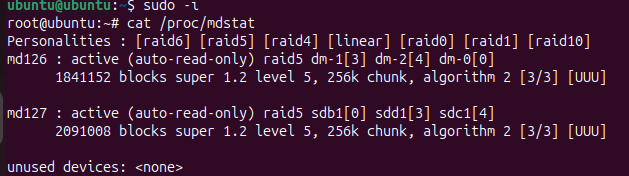 ubuntu@ubuntu:~$ sudo -i
root@ubuntu:~# cat /proc/mdstat
Personalities : [raid6] [raid5] [raid4] [linear] [raid0] [raid1] [raid10]
md126 : active (auto-read-only) raid5 dm-1[3] dm-2[4] dm-0[0]
1841152 blocks super 1.2 level 5, 256k chunk, algorithm 2 [3/3] [UUU]
md127 : active (auto-read-only) raid5 sdb1[0] sdd1[3] sdc1[4]
2091008 blocks super 1.2 level 5, 256k chunk, algorithm 2 [3/3] [UUU]
unused devices: <none>